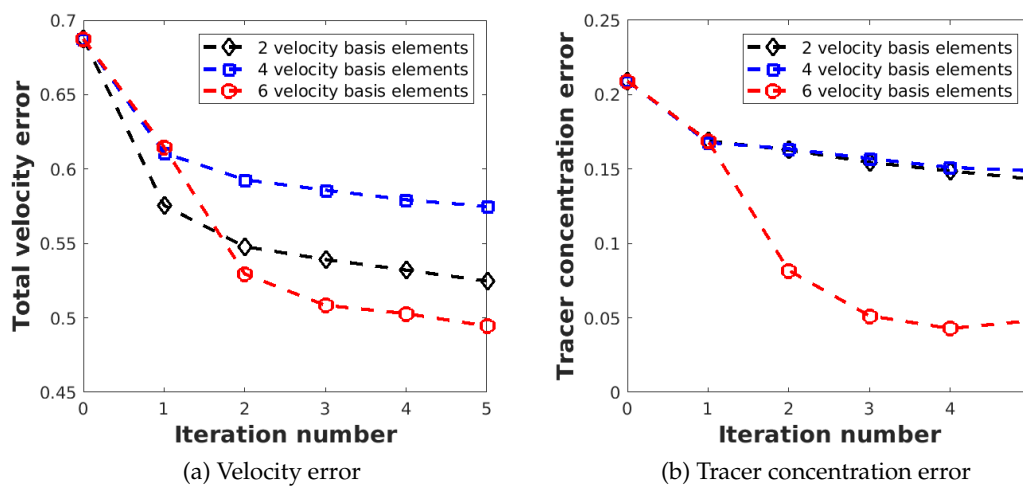 0.7
0.65
0.6
0.55
0.5
0.45
Total velocity error
2 velocity basis elements
4 velocity basis elements
6 velocity basis elements
0 1 2 3 4 5
Iteration number
(a) Velocity error
0.25
0.2
0.15
0.1
0.05
0
Tracer concentration error
2 velocity basis elements
4 velocity basis elements
6 velocity basis elements
0 1 2 3 4
Iteration number
(b) Tracer concentration error